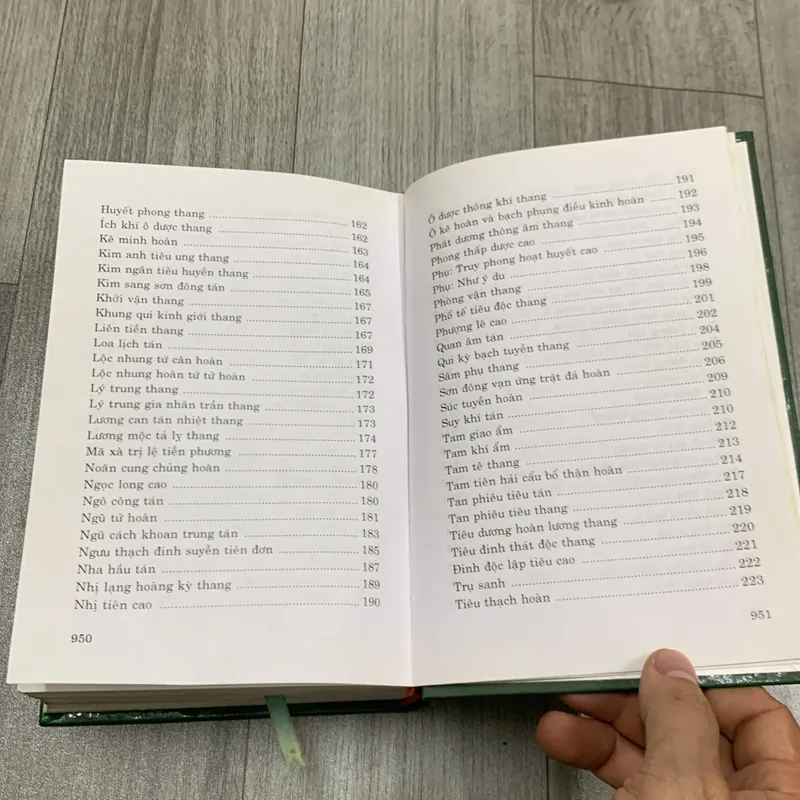 Huyết phong thang ........ 162
Ích khí ô dược thang ........ 162
Kê minh hoàn ........ 163
Kim anh tiêu ung thang ........ 164
Kim ngân tiêu huyền thang ........ 164
Kim sang sơn đông tán ........ 165
Khởi vận thang ........ 167
Khung qui kinh giới thang ........ 167
Liên tiền thang ........ 167
Loa lịch tán ........ 169
Lộc nhung tứ cân hoàn ........ 171
Lộc nhung hoàn tứ tử hoàn ........ 172
Lý trung thang ........ 172
Lý trung gia nhân trần thang ........ 173
Lương can tán nhiệt thang ........ 173
Lương mộc tả lỵ thang ........ 174
Mã xà trị lệ tiền phương ........ 177
Noãn cung chủng hoàn ........ 178
Ngọc long cao ........ 180
Ngô công tán ........ 180
Ngũ tử hoàn ........ 181
Ngũ cách khoan trung tán ........ 183
Ngưu thạch đinh suyễn tiên đơn ........ 185
Nha hầu tán ........ 187
Nhị lạng hoàng kỳ thang ........ 189
Nhị tiên cao ........ 190
950
Ô dược thông khí thang ........ 191
Ô kê hoàn và bạch phụng điều kinh hoàn ........ 192
Phát dương thông âm thang ........ 193
Phong thấp dược cao ........ 194
Phụ: Truy phong hoạt huyết cao ........ 195
Phụ: Như ý du ........ 196
Phòng vận thang ........ 198
Phổ tế tiêu độc thang ........ 199
Phượng lê cao ........ 201
Quan âm tán ........ 202
Qui kỳ bạch tuyền thang ........ 204
Sâm phụ thang ........ 205
Sơn đông vạn ứng trật đả hoàn ........ 206
Súc tuyền hoàn ........ 209
Suy khí tán ........ 210
Tam giao ẩm ........ 210
Tam khí ẩm ........ 212
Tam tê thang ........ 213
Tam tiên hải cẩu bổ thận hoàn ........ 214
Tan phiêu tiêu tán ........ 217
Tan phiêu tiêu thang ........ 218
Tiêu dương hoàn lương thang ........ 219
Tiêu đinh thát độc thang ........ 220
Đinh độc lập tiêu cao ........ 221
Trụ sanh ........ 222
Tiêu thạch hoàn ........ 223
951